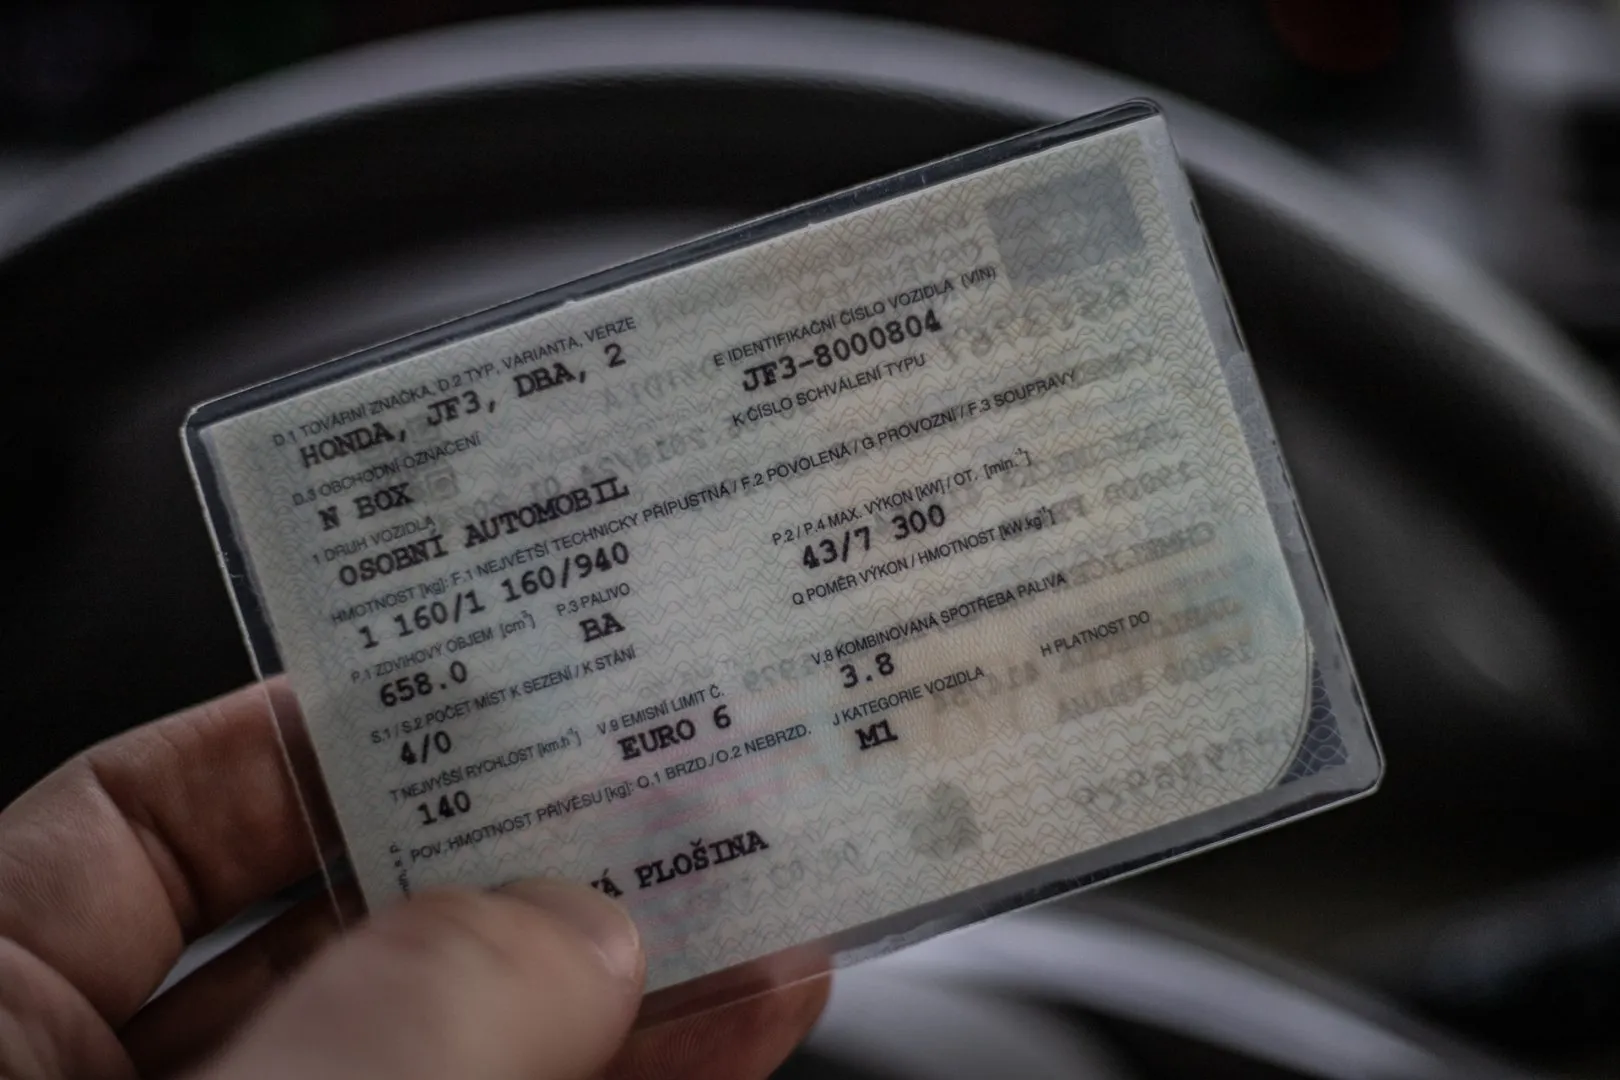 D.1 TOVÁRNÍ ZNAČKA, D.2 TYP, VARIANTA, VERZE
HONDA, JF3, DBA, 2
E IDENTIFIKAČNÍ ČÍSLO VOZIDLA (VIN)
JF3-8000804
D.3 OBCHODNÍ OZNAČENÍ
N BOX
K ČÍSLO SCHVÁLENÍ TYPU
1 DRUH VOZIDLA
OSOBNÍ AUTOMOBIL
HMOTNOST [kg]: F.1 NEJVĚTŠÍ TECHNICKY PŘÍPUSTNÁ / F.2 POVOLENÁ / G PROVOZNÍ / F.3 SOUPRAVY
1 160/1 160/940
P.2 / P.4 MAX. VÝKON [kW] / OT. [min.⁻¹]
43/7 300
P.1 ZDVIHOVÝ OBJEM [cm³] P.3 PALIVO
658.0 BA
Q POMĚR VÝKON / HMOTNOST [kW.kg⁻¹]
S.1 / S.2 POČET MÍST K SEZENÍ / K STÁNÍ
4/0
V.9 EMISNÍ LIMIT Č.
EURO 6
V.8 KOMBINOVANÁ SPOTŘEBA PALIVA
3.8
T NEJVYŠŠÍ RYCHLOST [km.h⁻¹]
140
J KATEGORIE VOZIDLA
M1
H PLATNOST DO
POV. HMOTNOST PŘÍVĚSU [kg]: O.1 BRZD./O.2 NEBRZD.
PLOŠINA